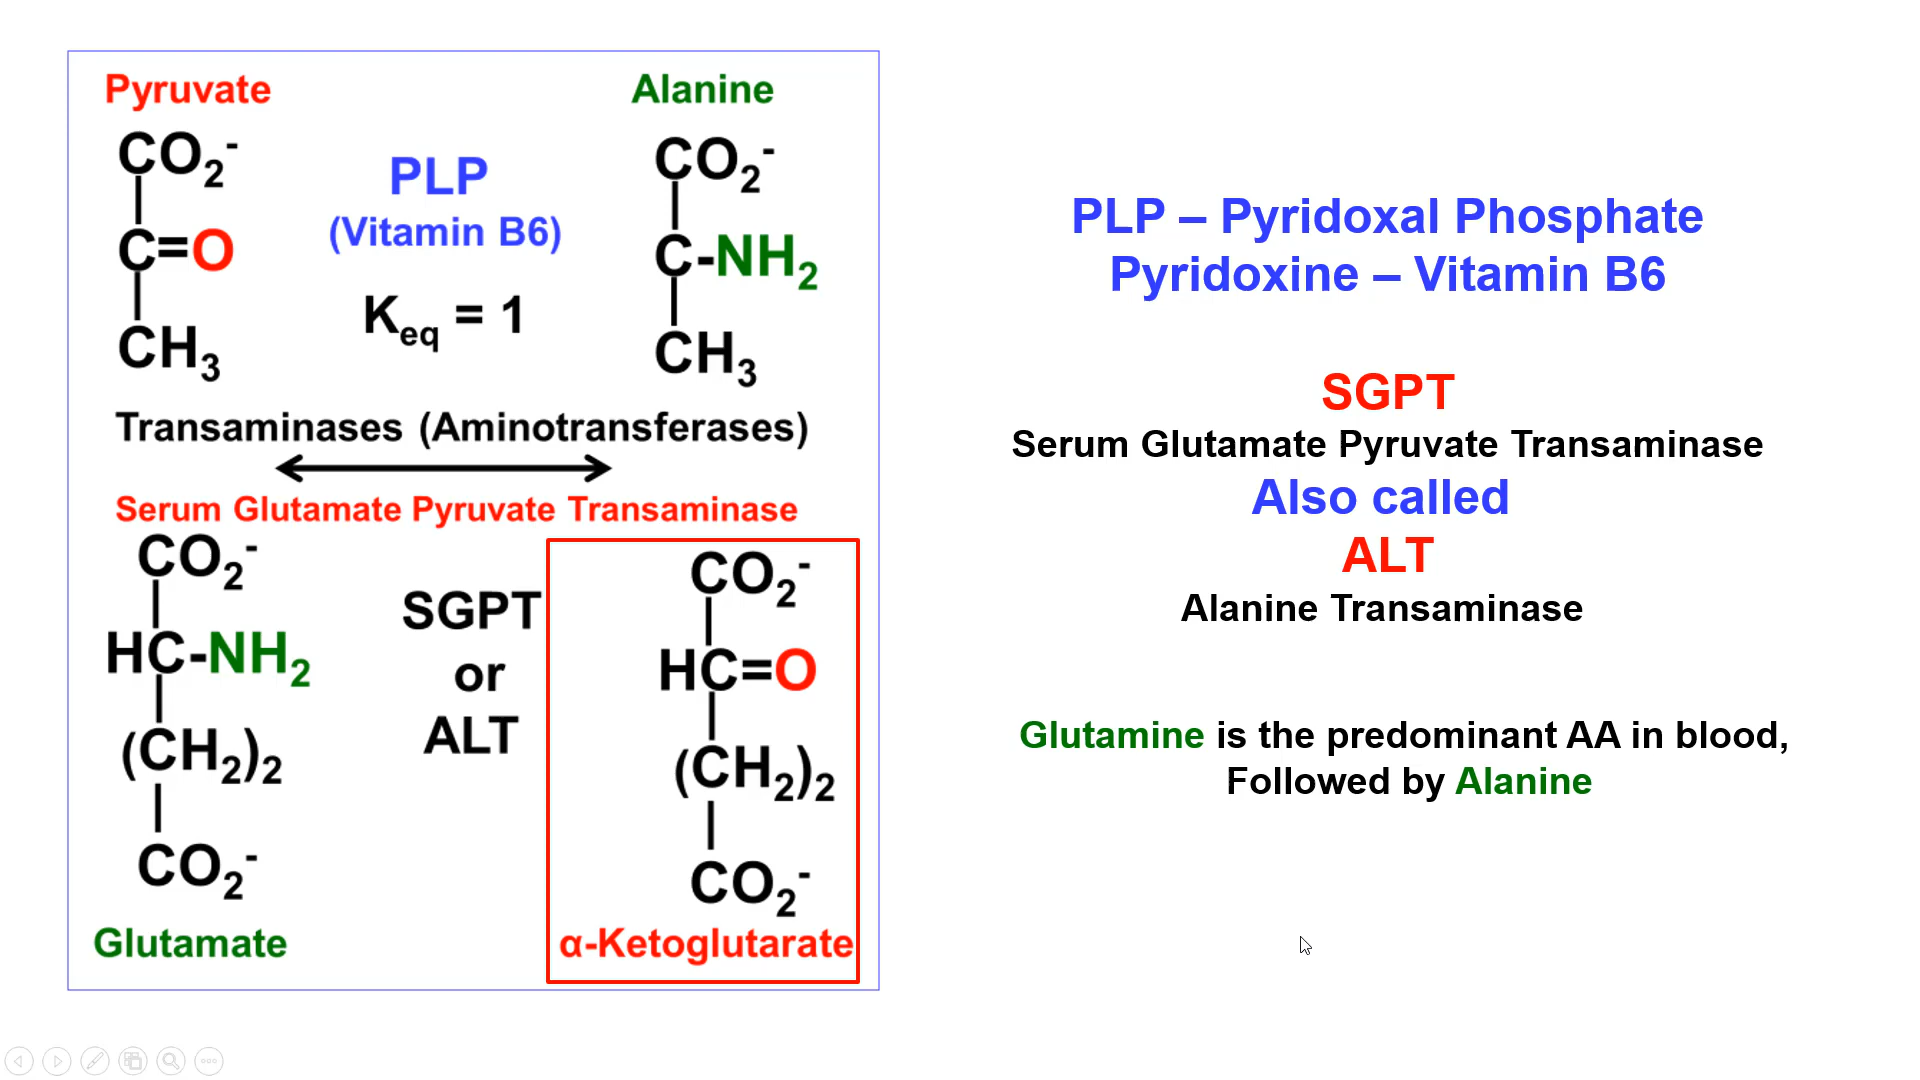 Pyruvate
CO₂⁻
C=O
CH₃
PLP
(Vitamin B6)
Keq = 1
Alanine
CO₂⁻
C-NH₂
CH₃
Transaminases (Aminotransferases)
Serum Glutamate Pyruvate Transaminase
CO₂⁻
HC-NH₂
(CH₂)₂
CO₂⁻
Glutamate
SGPT
or
ALT
CO₂⁻
HC=O
(CH₂)₂
CO₂⁻
α-Ketoglutarate
PLP – Pyridoxal Phosphate
Pyridoxine – Vitamin B6
SGPT
Serum Glutamate Pyruvate Transaminase
Also called
ALT
Alanine Transaminase
Glutamine is the predominant AA in blood,
Followed by Alanine